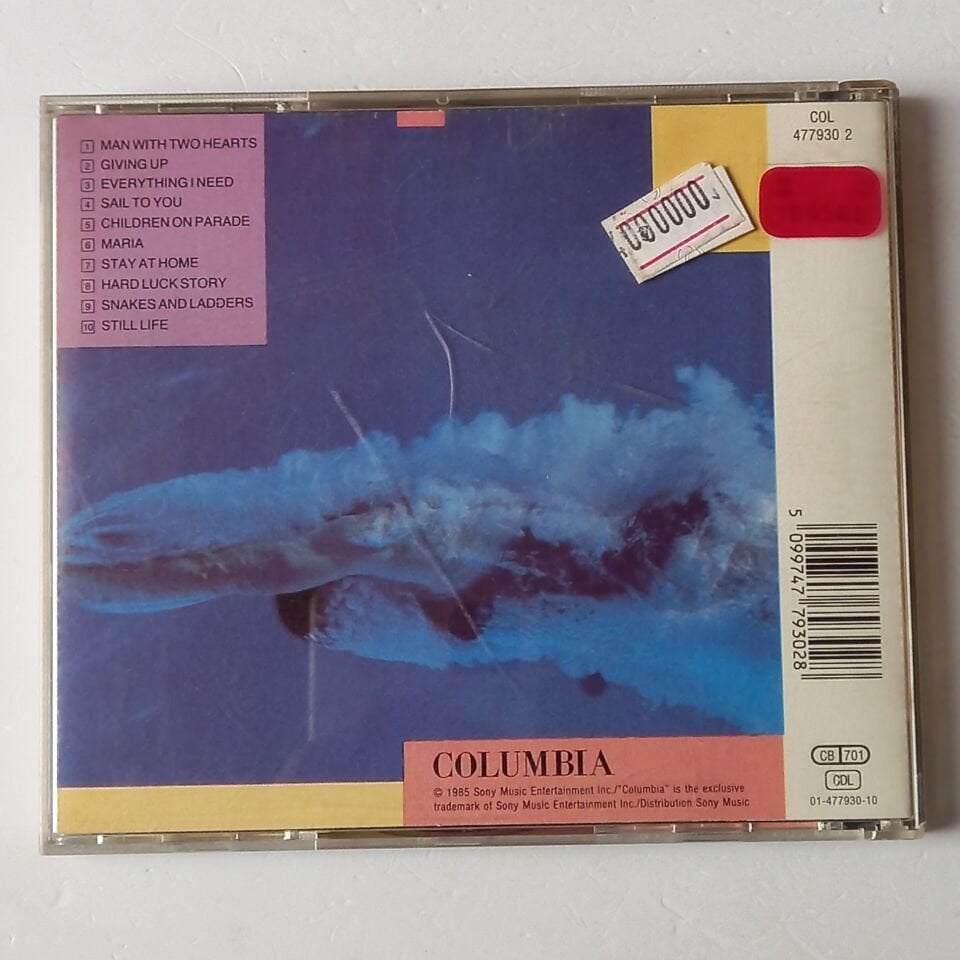 1 MAN WITH TWO HEARTS
2 GIVING UP
3 EVERYTHING I NEED
4 SAIL TO YOU
5 CHILDREN ON PARADE
6 MARIA
7 STAY AT HOME
8 HARD LUCK STORY
9 SNAKES AND LADDERS
10 STILL LIFE
COL
477930 2
000000
5 099747 793028
COLUMBIA
© 1985 Sony Music Entertainment Inc./"Columbia" is the exclusive
trademark of Sony Music Entertainment Inc./Distribution Sony Music
CB 701
CDL
01-477930-10